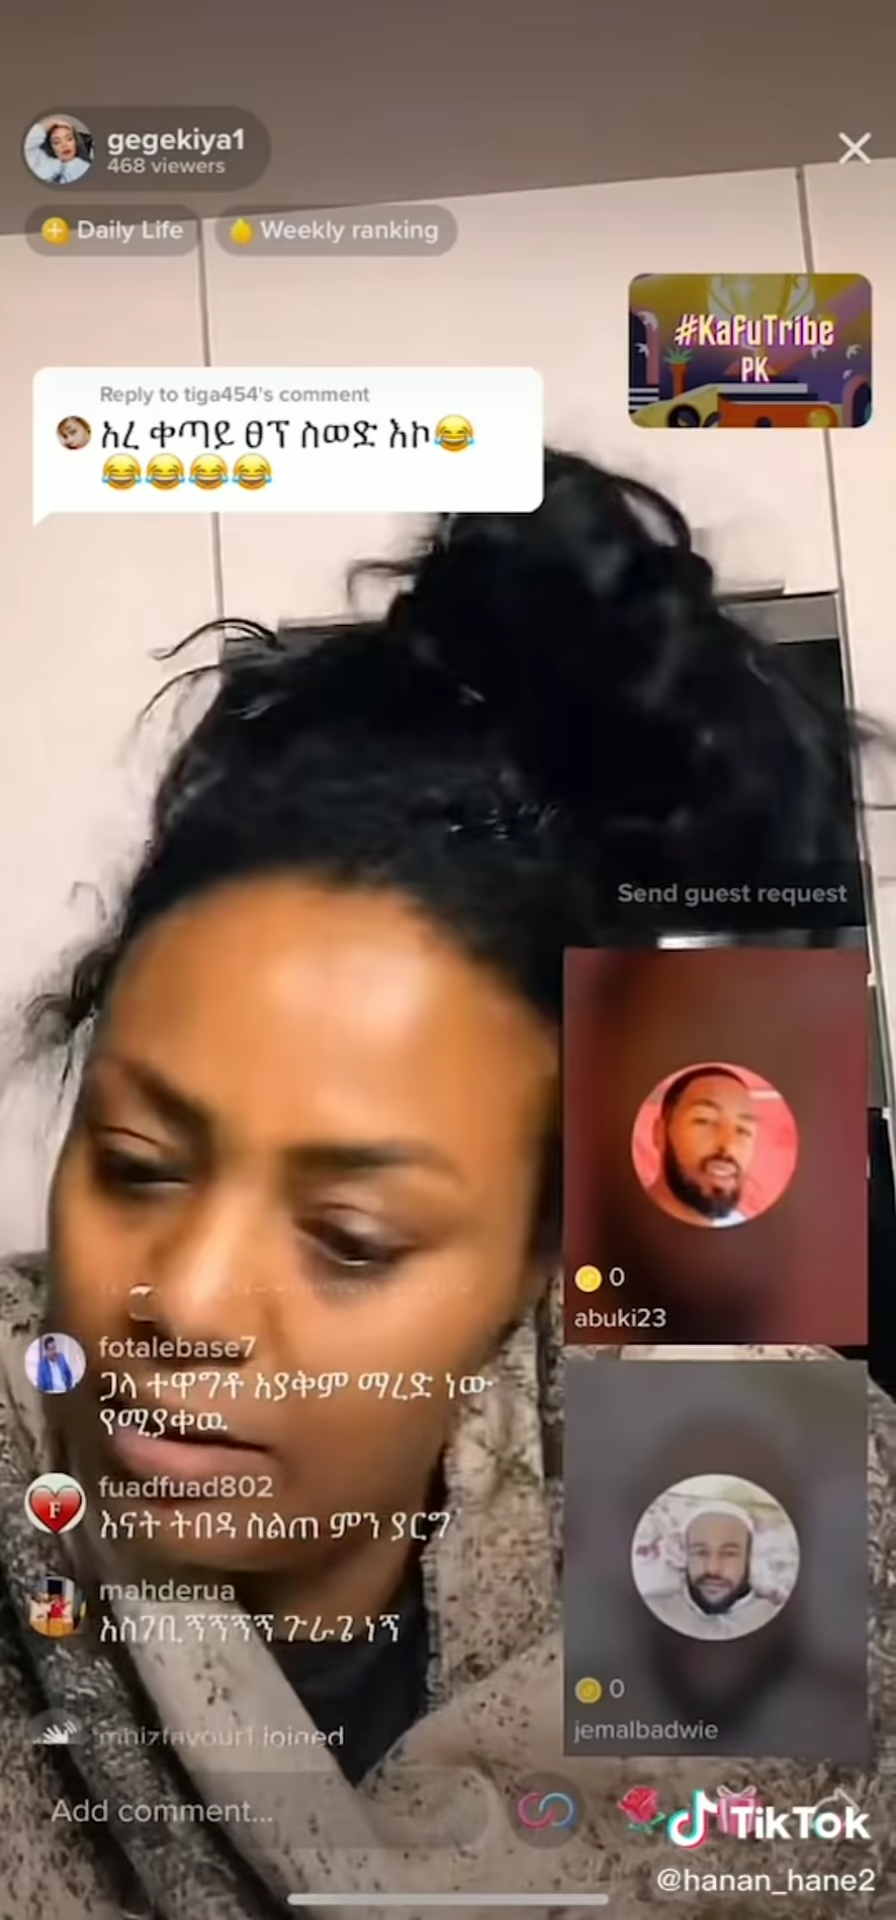 gegekiya1
468 viewers
Daily Life
Weekly ranking
#KafuTribe
PK
Reply to tiga454's comment
አረ ቀጣይ ፀፕ ስወድ እኮ😂
😂😂😂😂
Send guest request
0
abuki23
fotalebase7
ጋላ ተዋግቶ አያቅም ማረድ ነው
የሚያቀዉ
fuadfuad802
እናት ትበዳ ስልጠ ምን ያርግ
mahderua
አስገቢኝኝኝኝ ጉራጌ ነኝ
0
jemalbadwie
joined
Add comment...
TikTok
@hanan_hane2